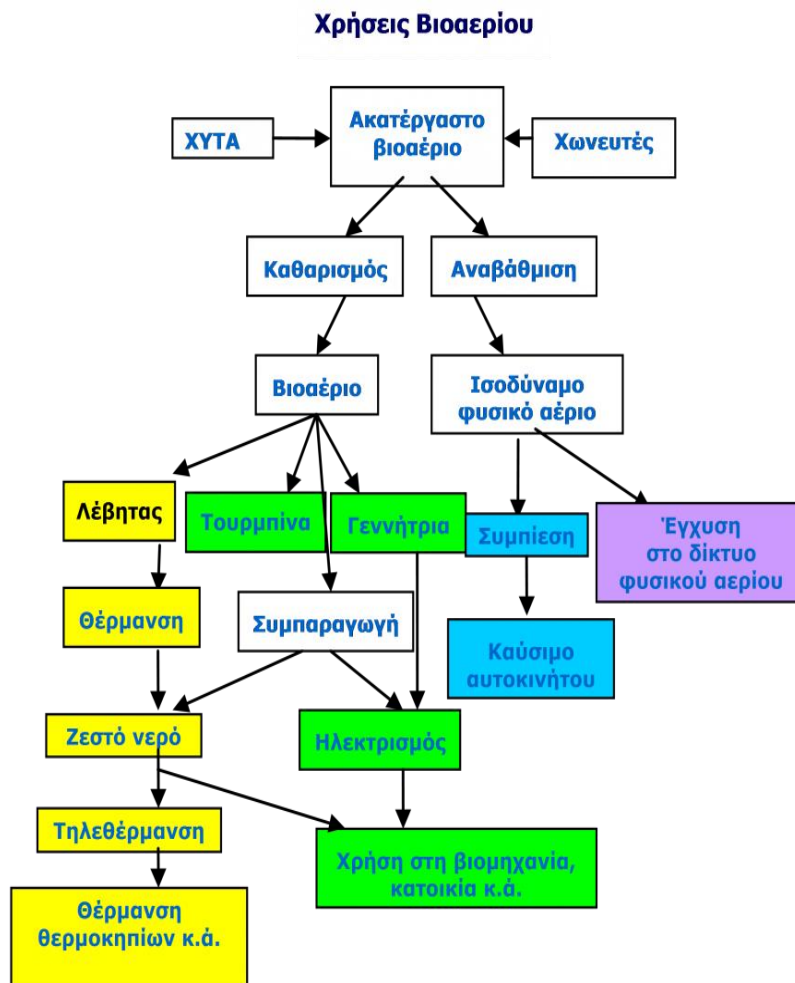 Χρήσεις Βιοαερίου
ΧΥΤΑ
Ακατέργαστο
βιοαέριο
Χωνευτές
Καθαρισμός
Αναβάθμιση
Βιοαέριο
Ισοδύναμο
φυσικό αέριο
Λέβητας
Τουρμπίνα
Γεννήτρια
Συμπίεση
Έγχυση
στο δίκτυο
φυσικού αερίου
Θέρμανση
Συμπαραγωγή
Καύσιμο
αυτοκινήτου
Ζεστό νερό
Ηλεκτρισμός
Τηλεθέρμανση
Χρήση στη βιομηχανία,
κατοικία κ.ά.
Θέρμανση
θερμοκηπίων κ.ά.